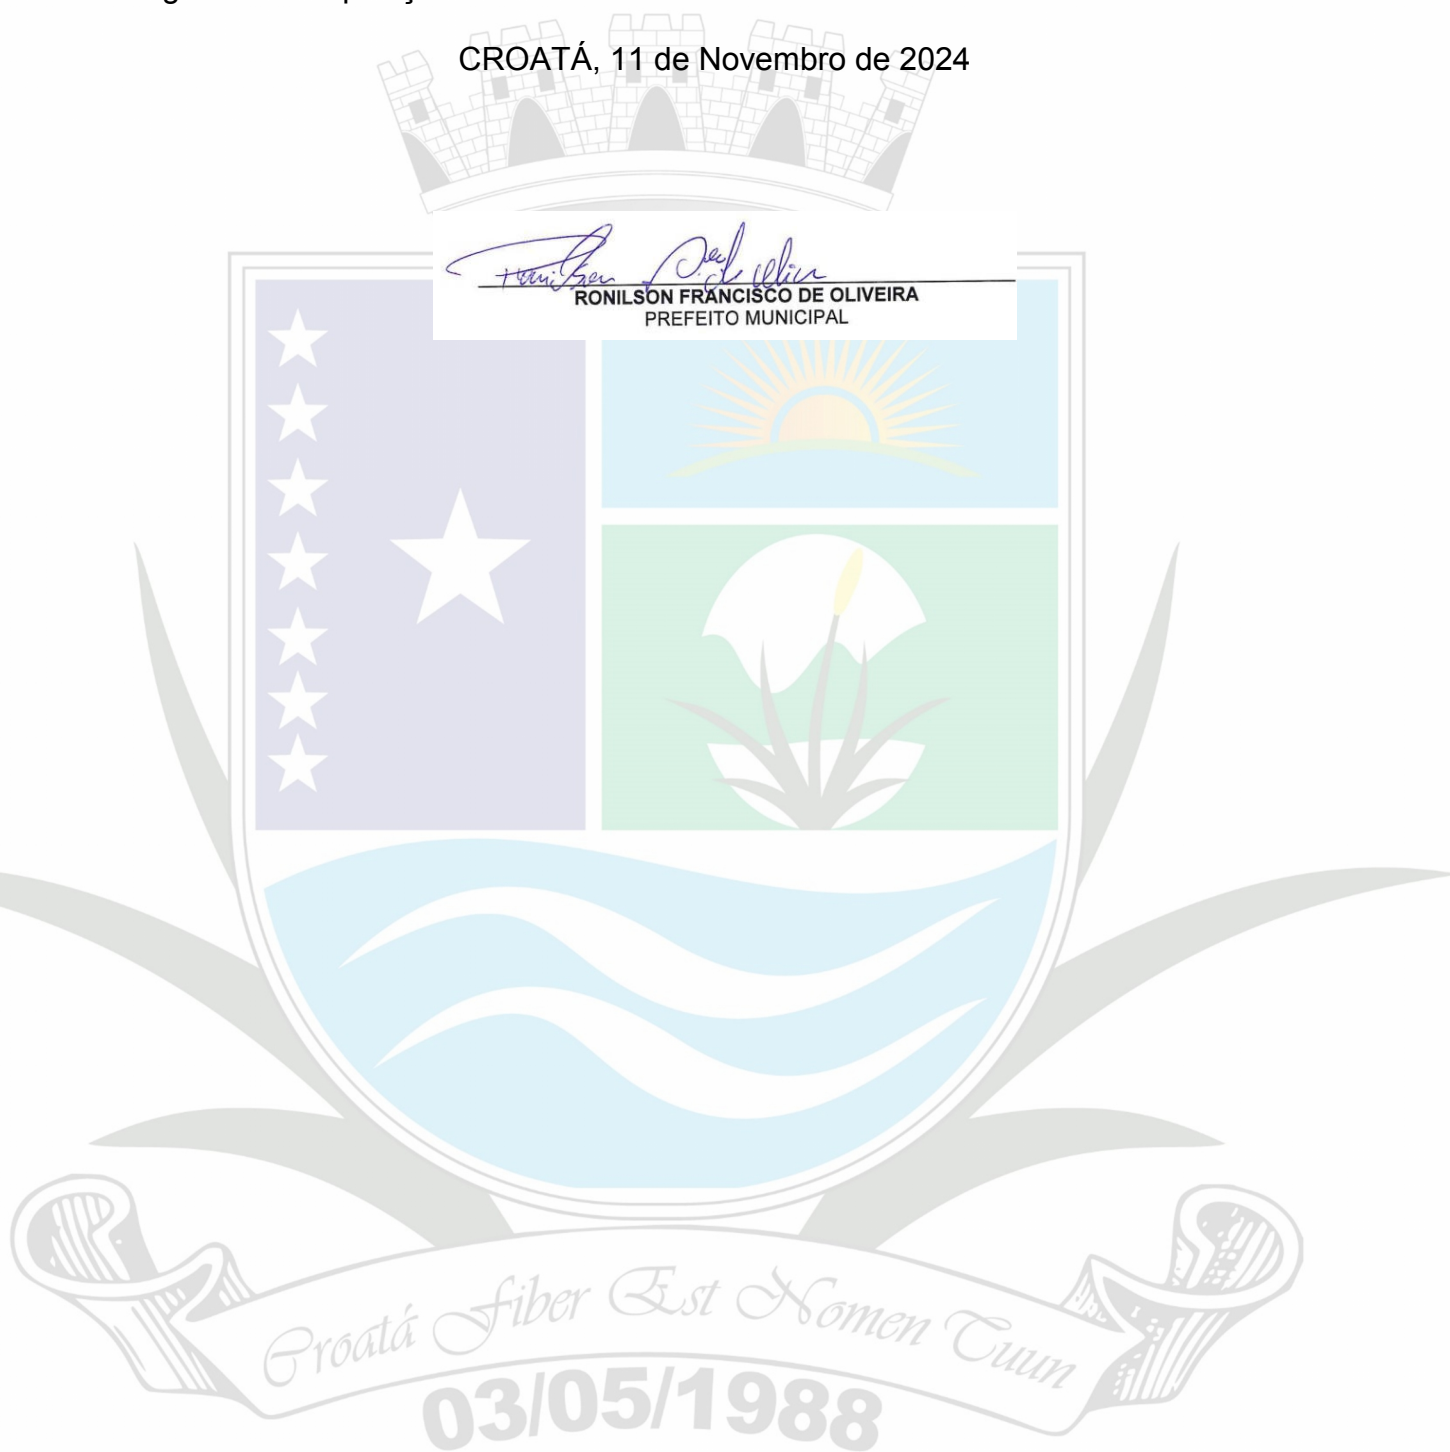 CROATÁ, 11 de Novembro de 2024
RONILSON FRANCISCO DE OLIVEIRA
PREFEITO MUNICIPAL
Croatá Fiber Est Nomen Tuun
03/05/1988